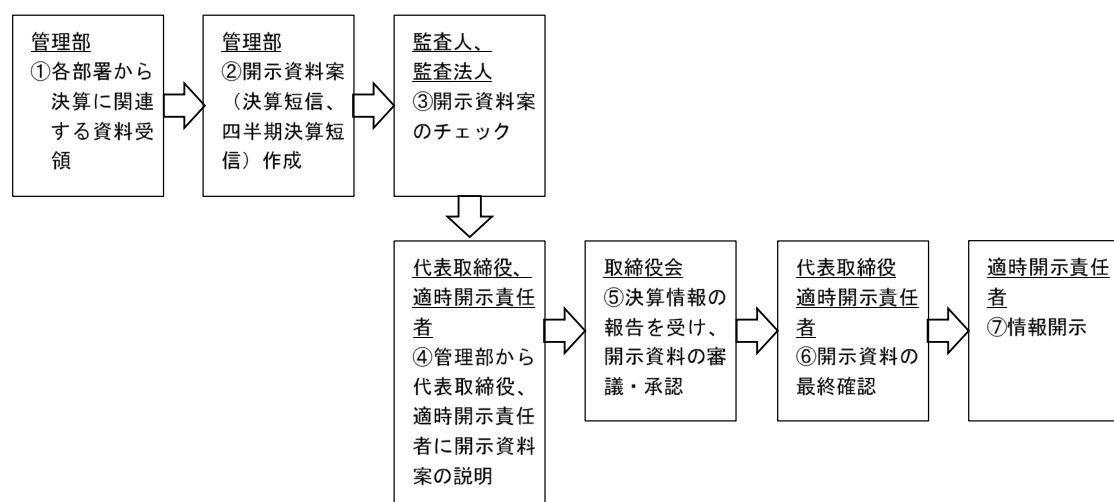 管理部
①各部署から
決算に関連
する資料受
領
管理部
②開示資料案
（決算短信、
四半期決算短
信）作成
監査人、
監査法人
③開示資料案
のチェック
代表取締役、
適時開示責任
者
④管理部から
代表取締役、
適時開示責任
者に開示資料
案の説明
取締役会
⑤決算情報の
報告を受け、
開示資料の審
議・承認
代表取締役
適時開示責任
者
⑥開示資料の
最終確認
適時開示責任
者
⑦情報開示